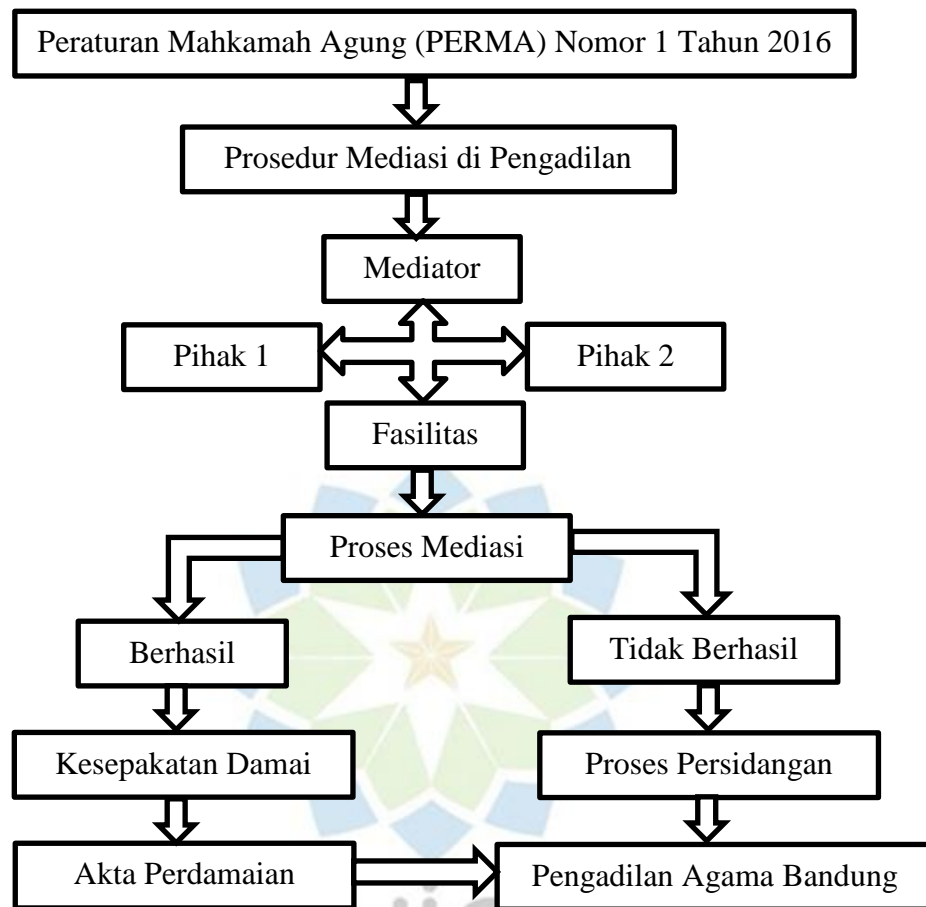 Peraturan Mahkamah Agung (PERMA) Nomor 1 Tahun 2016
Prosedur Mediasi di Pengadilan
Mediator
Pihak 1
Pihak 2
Fasilitas
Proses Mediasi
Berhasil
Tidak Berhasil
Kesepakatan Damai
Proses Persidangan
Akta Perdamaian
Pengadilan Agama Bandung